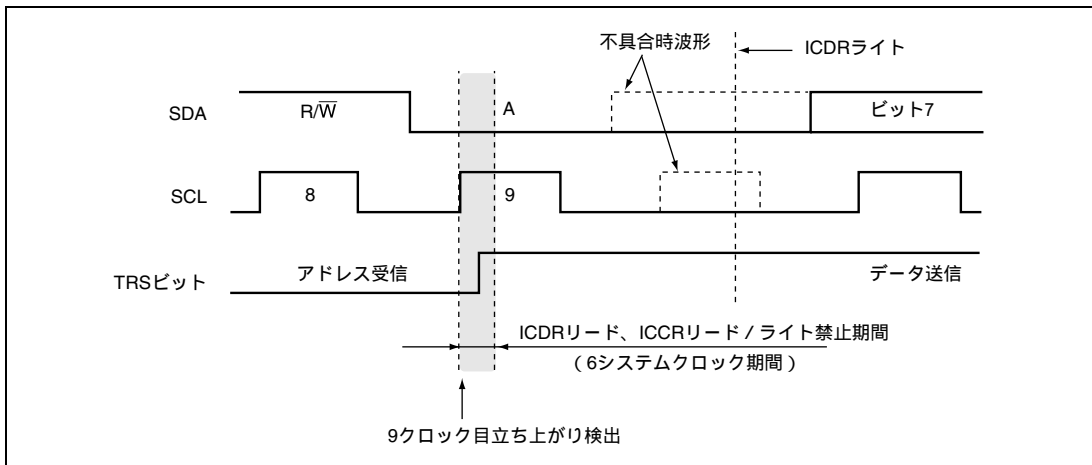 不具合時波形
ICDRライト
SDA
R/W
A
ビット7
SCL
8
9
TRSビット
アドレス受信
データ送信
ICDRリード、ICCRリード / ライト禁止期間
（6システムクロック期間）
9クロック目立ち上がり検出